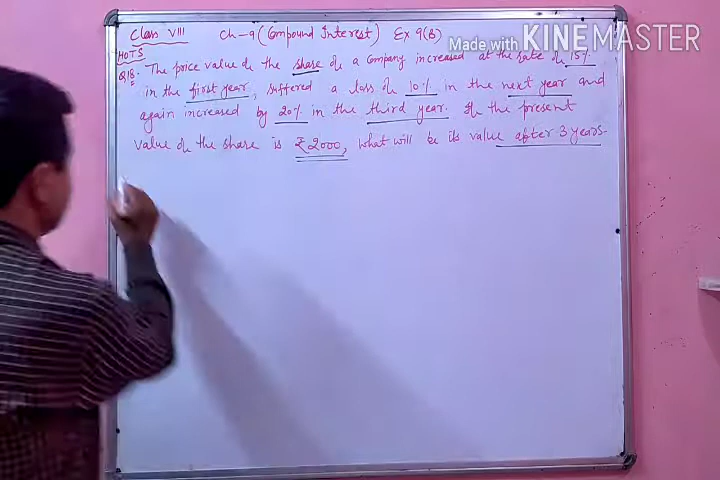 Class VIII Ch-9 (Compound Interest) Ex 9(B)
Made with KINEMASTER
HOTS
Q18. The price value of the share of a Company increased at the rate of 15%
in the first year, suffered a loss of 10% in the next year and
again increased by 20% in the third year. If the present
value of the share is ₹2000, what will be its value after 3 years.